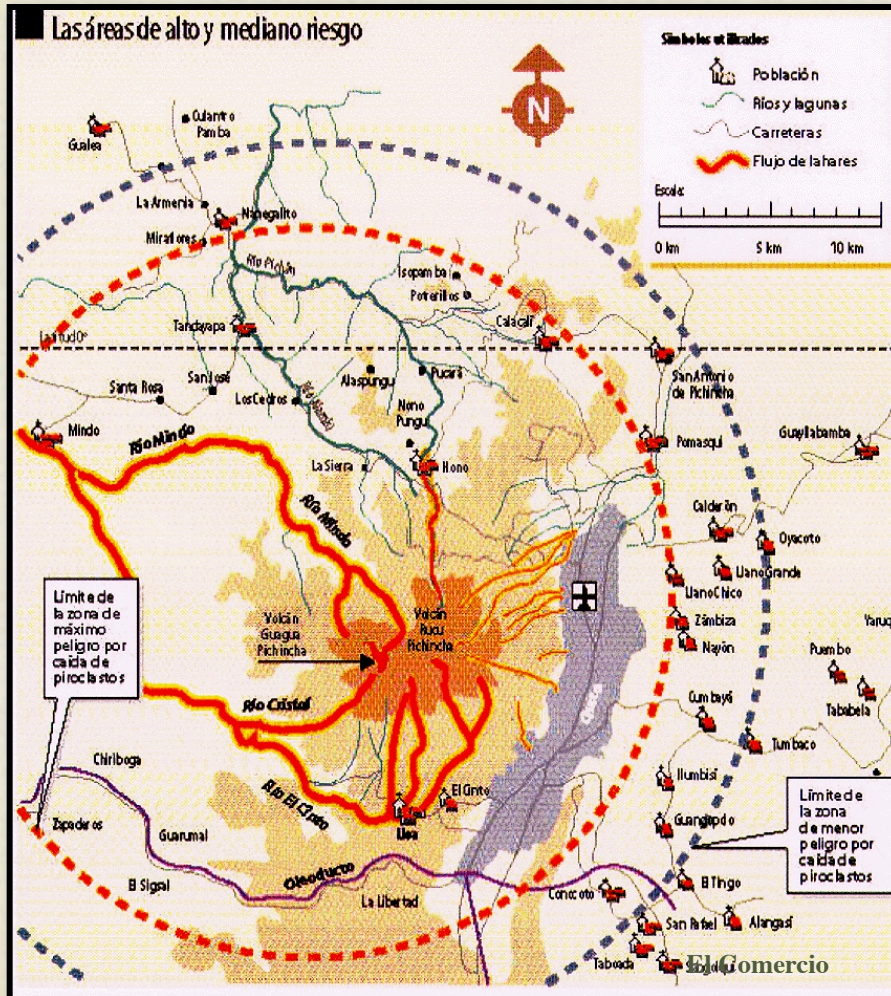 Las áreas de alto y mediano riesgo
Símbolos utilizados
Población
Ríos y lagunas
Carreteras
Flujo de lahares
Escala:
0 km
5 km
10 km
N
Gualea
Culantro
Pamba
La Armenia
Nanegalito
Miraflores
Río Pichán
Isopamba
Potrerillos
Tandayapa
Calacalí
Latitud 0°
San Antonio
de Pichincha
Santa Rosa
San José
Los Cedros
Alaspungu
Pucará
Nono
Pungu
Mindo
Río Mindo
Pomasqui
Guayllabamba
La Sierra
Nono
Río Mindo
Calderón
Oyacoto
Llano Grande
Llano Chico
Límite de
la zona de
máximo
peligro por
caída de
piroclastos
Volcán
Guagua
Pichincha
Volcán
Rucu
Pichincha
Zámbiza
Nayón
Puembo
Tababela
Río Cristal
Cumbayá
Tumbaco
Chiriboga
Ilumbisí
El Cinto
Río El Cinto
Lloa
Guangopolo
Límite de
la zona
de menor
peligro por
caída de
piroclastos
Zapaderos
Guarumal
El Sigsal
Oleoducto
La Libertad
El Tingo
Conocoto
San Rafael
Alangasí
Taboada
El Comercio